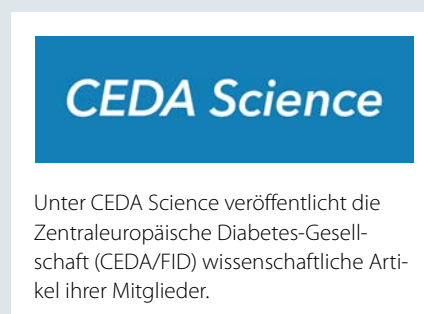 CEDA Science
Unter CEDA Science veröffentlicht die
Zentraleuropäische Diabetes-Gesell-
schaft (CEDA/FID) wissenschaftliche Arti-
kel ihrer Mitglieder.